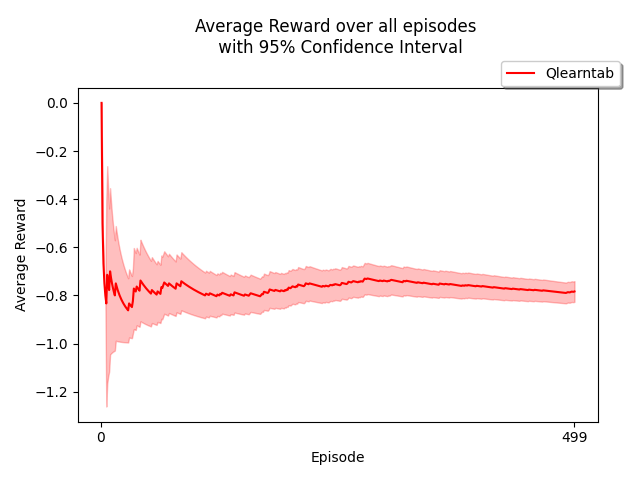 Average Reward over all episodes
with 95% Confidence Interval
Qlearntab
0.0
−0.2
−0.4
−0.6
−0.8
−1.0
−1.2
Average Reward
0
499
Episode